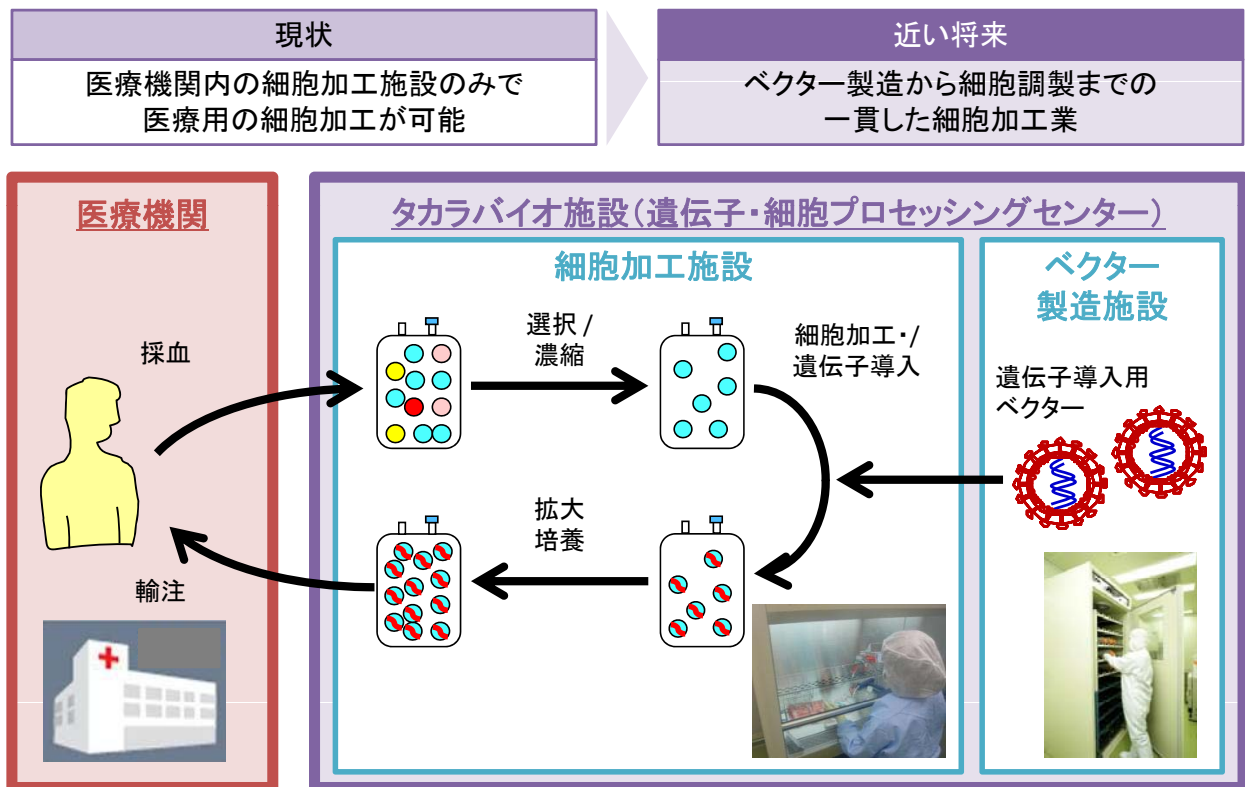 現状
医療機関内の細胞加工施設のみで
医療用の細胞加工が可能
近い将来
ベクター製造から細胞調製までの
一貫した細胞加工業
医療機関
採血
輸注
タカラバイオ施設（遺伝子・細胞プロセッシングセンター）
細胞加工施設
選択/
濃縮
細胞加工・/
遺伝子導入
拡大
培養
ベクター
製造施設
遺伝子導入用
ベクター